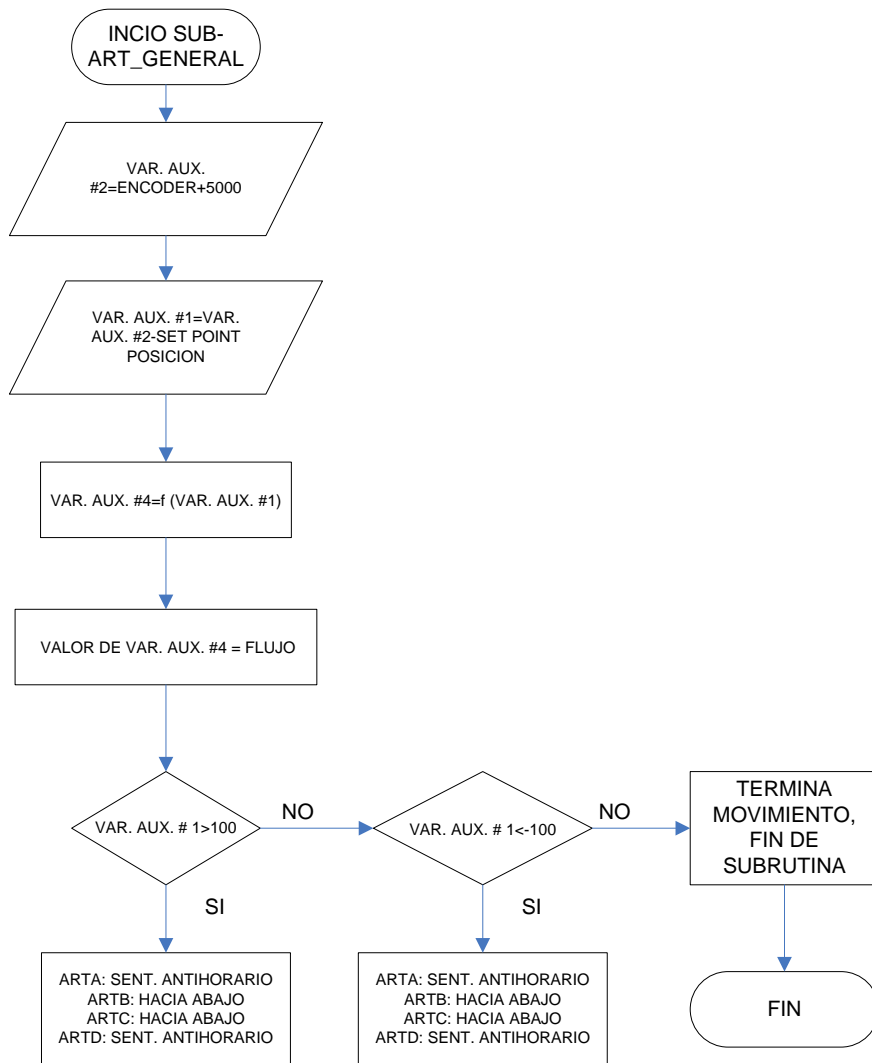 INCIO SUB-
ART_GENERAL
VAR. AUX.
#2=ENCODER+5000
VAR. AUX. #1=VAR.
AUX. #2-SET POINT
POSICION
VAR. AUX. #4=f (VAR. AUX. #1)
VALOR DE VAR. AUX. #4 = FLUJO
VAR. AUX. # 1>100
NO
VAR. AUX. # 1<-100
NO
TERMINA
MOVIMIENTO,
FIN DE
SUBRUTINA
SI
SI
ARTA: SENT. ANTIHORARIO
ARTB: HACIA ABAJO
ARTC: HACIA ABAJO
ARTD: SENT. ANTIHORARIO
ARTA: SENT. ANTIHORARIO
ARTB: HACIA ABAJO
ARTC: HACIA ABAJO
ARTD: SENT. ANTIHORARIO
FIN